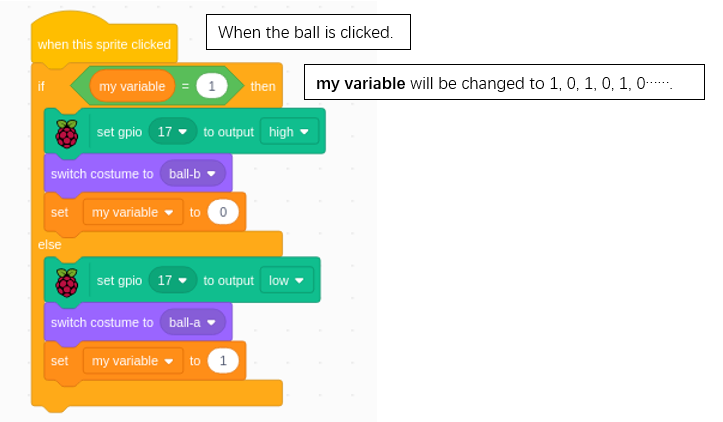 when this sprite clicked
When the ball is clicked.
if my variable = 1 then
my variable will be changed to 1, 0, 1, 0, 1, 0······.
set gpio 17 to output high
switch costume to ball-b
set my variable to 0
else
set gpio 17 to output low
switch costume to ball-a
set my variable to 1